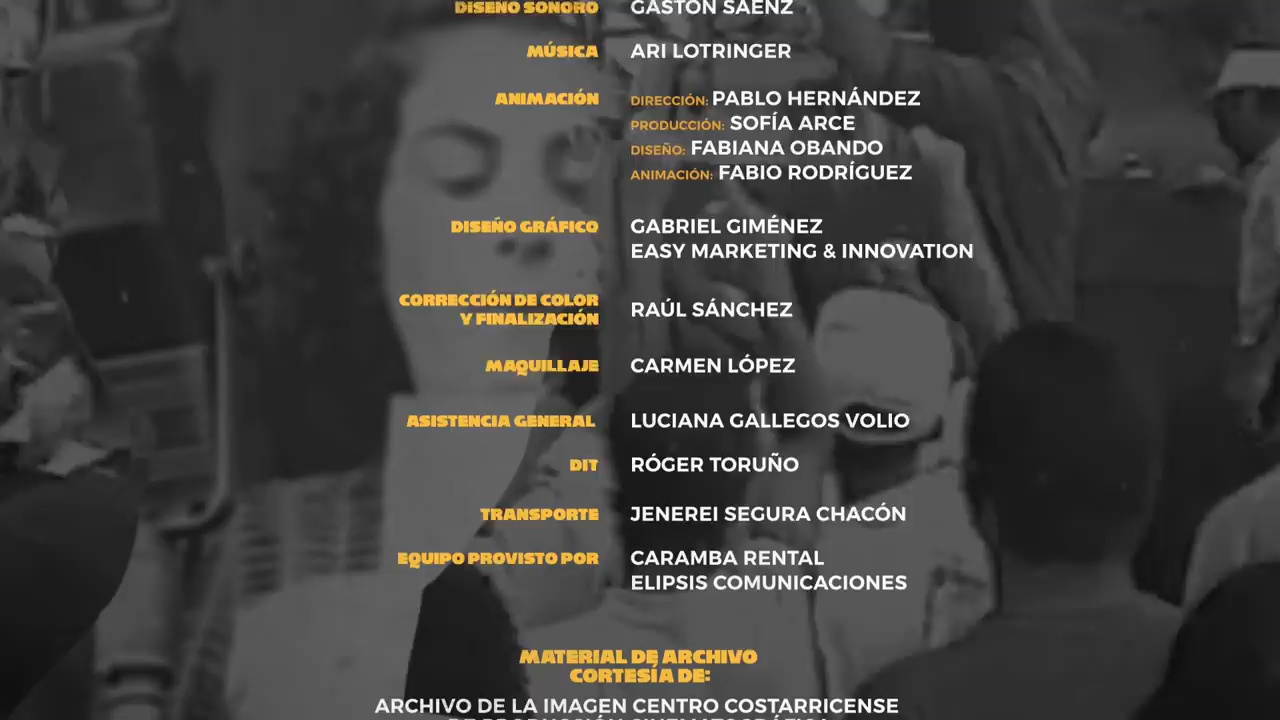 DISEÑO SONORO GASTÓN SÁENZ
MÚSICA ARI LOTRINGER
ANIMACIÓN DIRECCIÓN: PABLO HERNÁNDEZ
PRODUCCIÓN: SOFÍA ARCE
DISEÑO: FABIANA OBANDO
ANIMACIÓN: FABIO RODRÍGUEZ
DISEÑO GRÁFICO GABRIEL GIMÉNEZ
EASY MARKETING & INNOVATION
CORRECCIÓN DE COLOR
Y FINALIZACIÓN RAÚL SÁNCHEZ
MAQUILLAJE CARMEN LÓPEZ
ASISTENCIA GENERAL LUCIANA GALLEGOS VOLIO
DIT RÓGER TORUÑO
TRANSPORTE JENEREI SEGURA CHACÓN
EQUIPO PROVISTO POR CARAMBA RENTAL
ELIPSIS COMUNICACIONES
MATERIAL DE ARCHIVO
CORTESÍA DE:
ARCHIVO DE LA IMAGEN CENTRO COSTARRICENSE